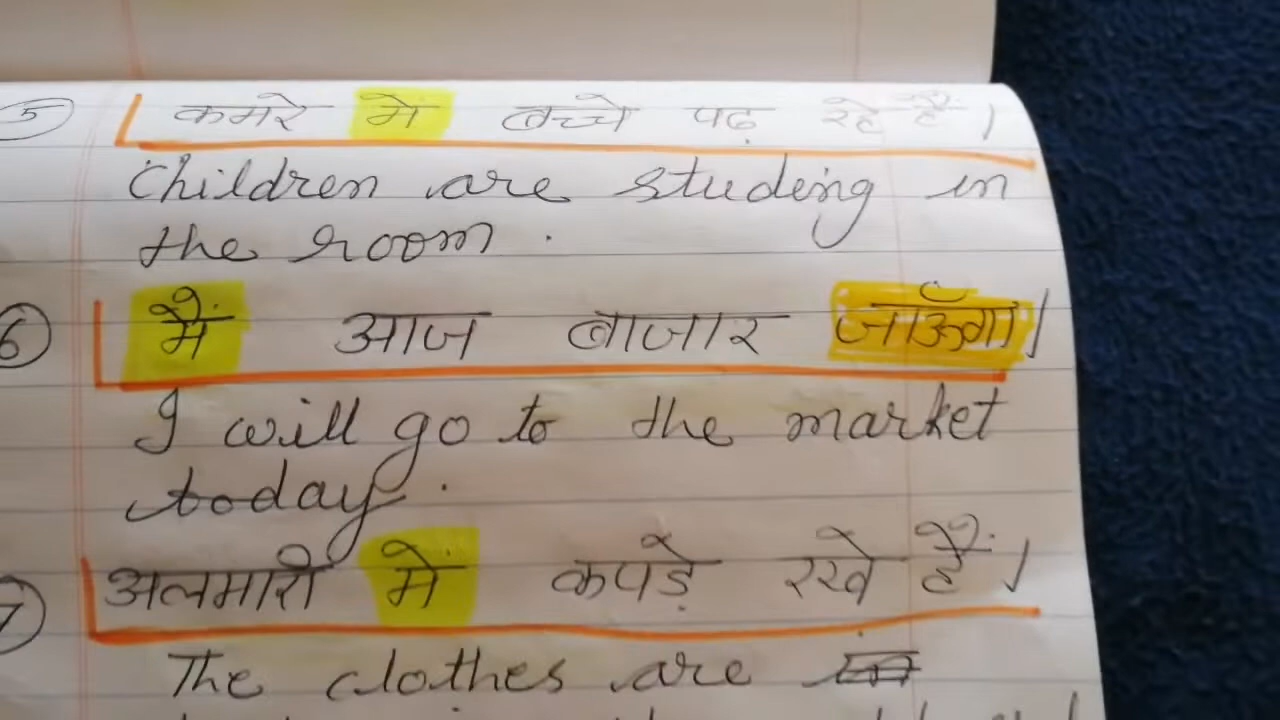 5 कमरे में बच्चे पढ़ रहे हैं।
Children are studeing in
the room.
6 मैं आज बाजार जाऊँगा।
I will go to the market
today.
7 अलमारी में कपड़े रखे हैं।
The clothes are